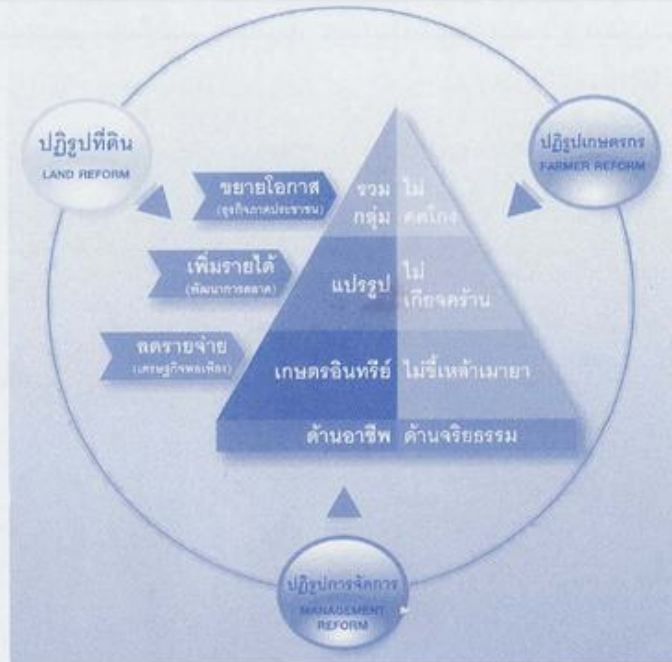 ปฏิรูปที่ดิน
LAND REFORM
ปฏิรูปเกษตรกร
FARMER REFORM
ขยายโอกาส
(ธุรกิจภาคประชาชน)
รวม ไม่
กลุ่ม คดโกง
เพิ่มรายได้
(พัฒนาการตลาด)
แปรรูป ไม่
เกียจคร้าน
ลดรายจ่าย
(เศรษฐกิจพอเพียง)
เกษตรอินทรีย์ ไม่ขี้เหล้าเมายา
ด้านอาชีพ ด้านจริยธรรม
ปฏิรูปการจัดการ
MANAGEMENT
REFORM